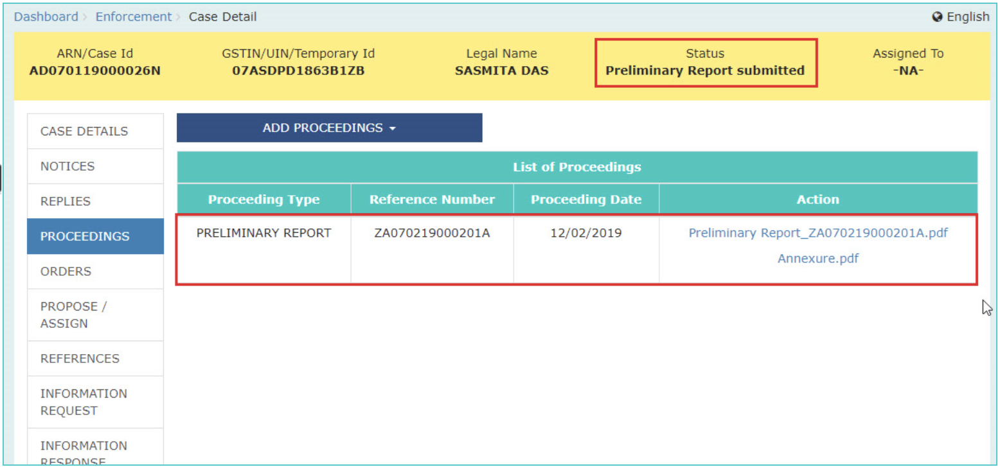 Dashboard > Enforcement > Case Detail
English
ARN/Case Id
AD070119000026N
GSTIN/UIN/Temporary Id
07ASDPD1863B1ZB
Legal Name
SASMITA DAS
Status
Preliminary Report submitted
Assigned To
-NA-
CASE DETAILS
NOTICES
REPLIES
PROCEEDINGS
ORDERS
PROPOSE /
ASSIGN
REFERENCES
INFORMATION
REQUEST
INFORMATION
RESPONSE
ADD PROCEEDINGS
List of Proceedings
Proceeding Type Reference Number Proceeding Date Action
PRELIMINARY REPORT ZA070219000201A 12/02/2019 Preliminary Report_ZA070219000201A.pdf
Annexure.pdf